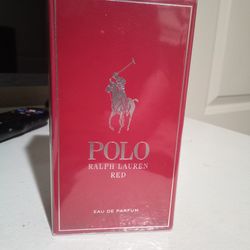 POLO
RALPH LAUREN
RED
EAU DE PARFUM